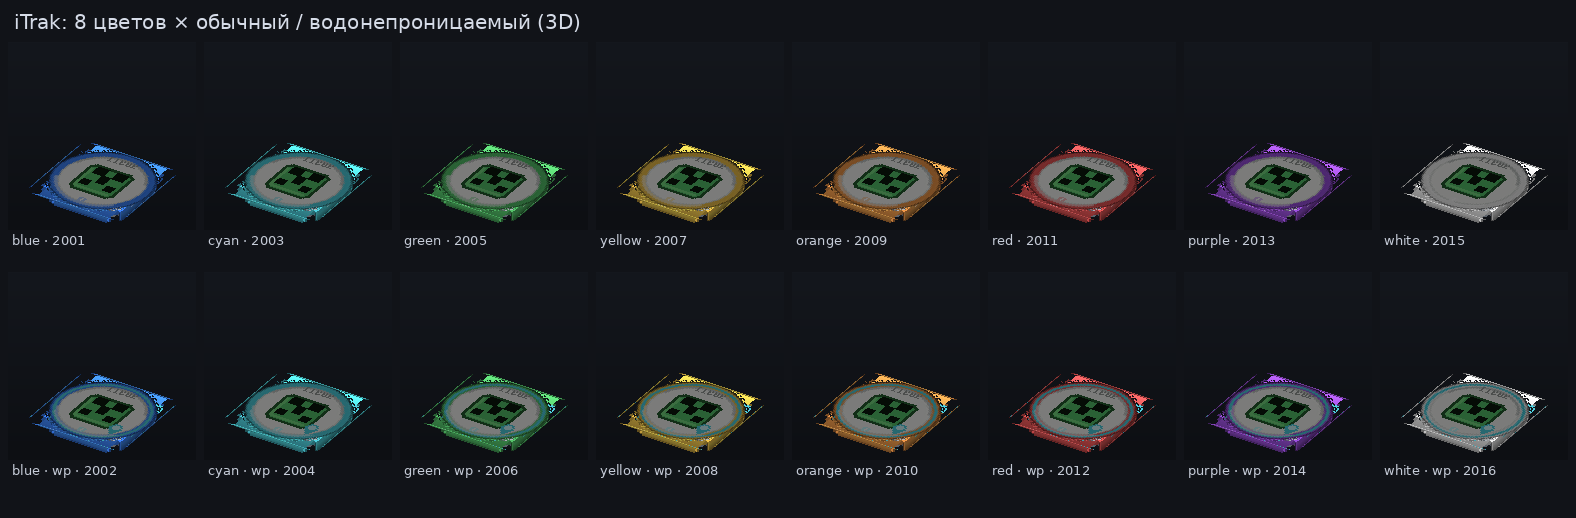 iTrak: 8 цветов × обычный / водонепроницаемый (3D)
blue · 2001
cyan · 2003
green · 2005
yellow · 2007
orange · 2009
red · 2011
purple · 2013
white · 2015
blue · wp · 2002
cyan · wp · 2004
green · wp · 2006
yellow · wp · 2008
orange · wp · 2010
red · wp · 2012
purple · wp · 2014
white · wp · 2016